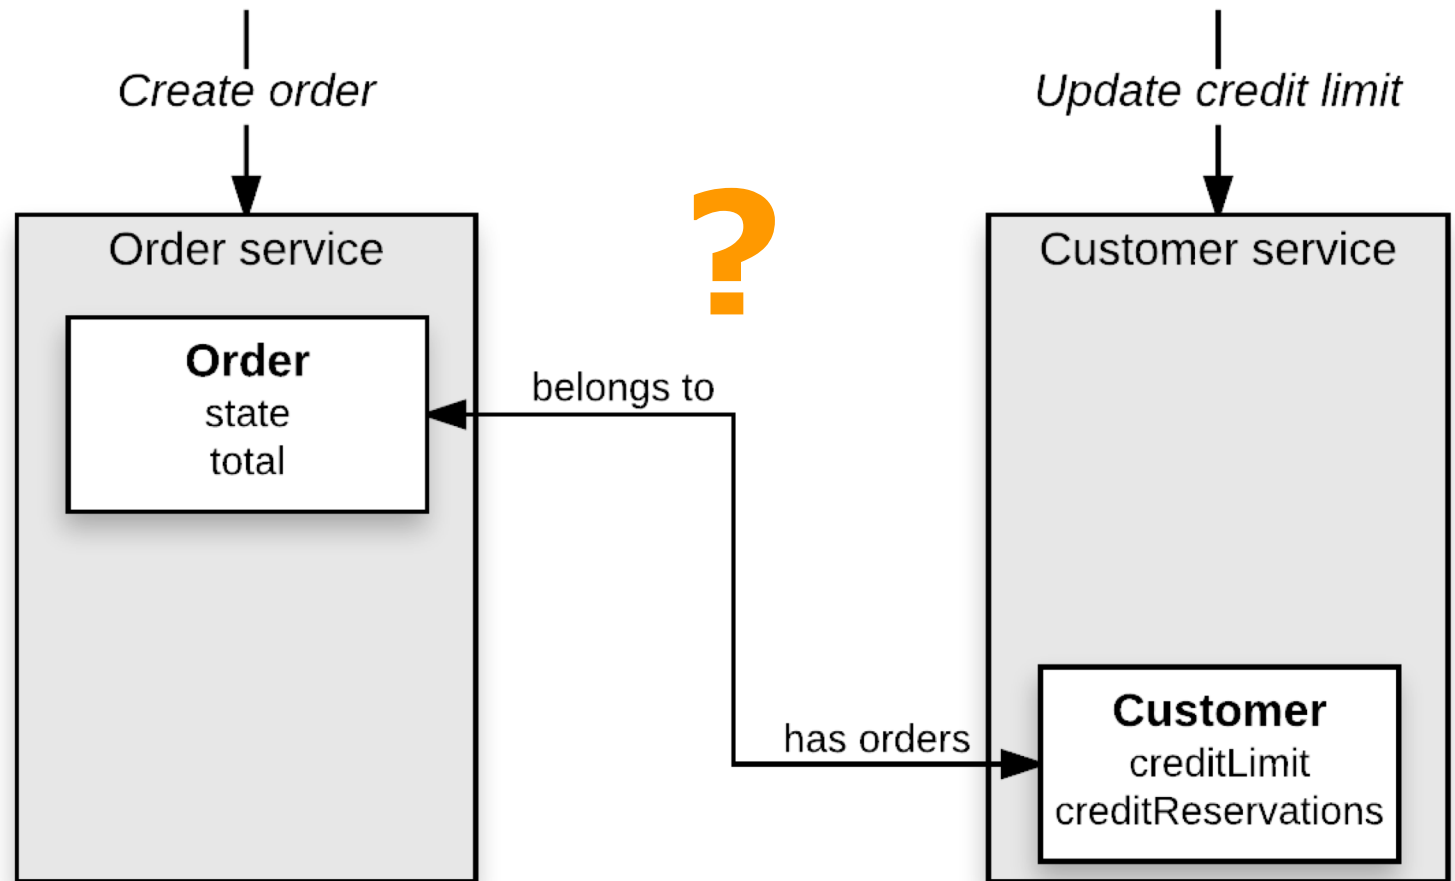 Create order
Update credit limit
?
Order service
Customer service
Order
state
total
belongs to
has orders
Customer
creditLimit
creditReservations